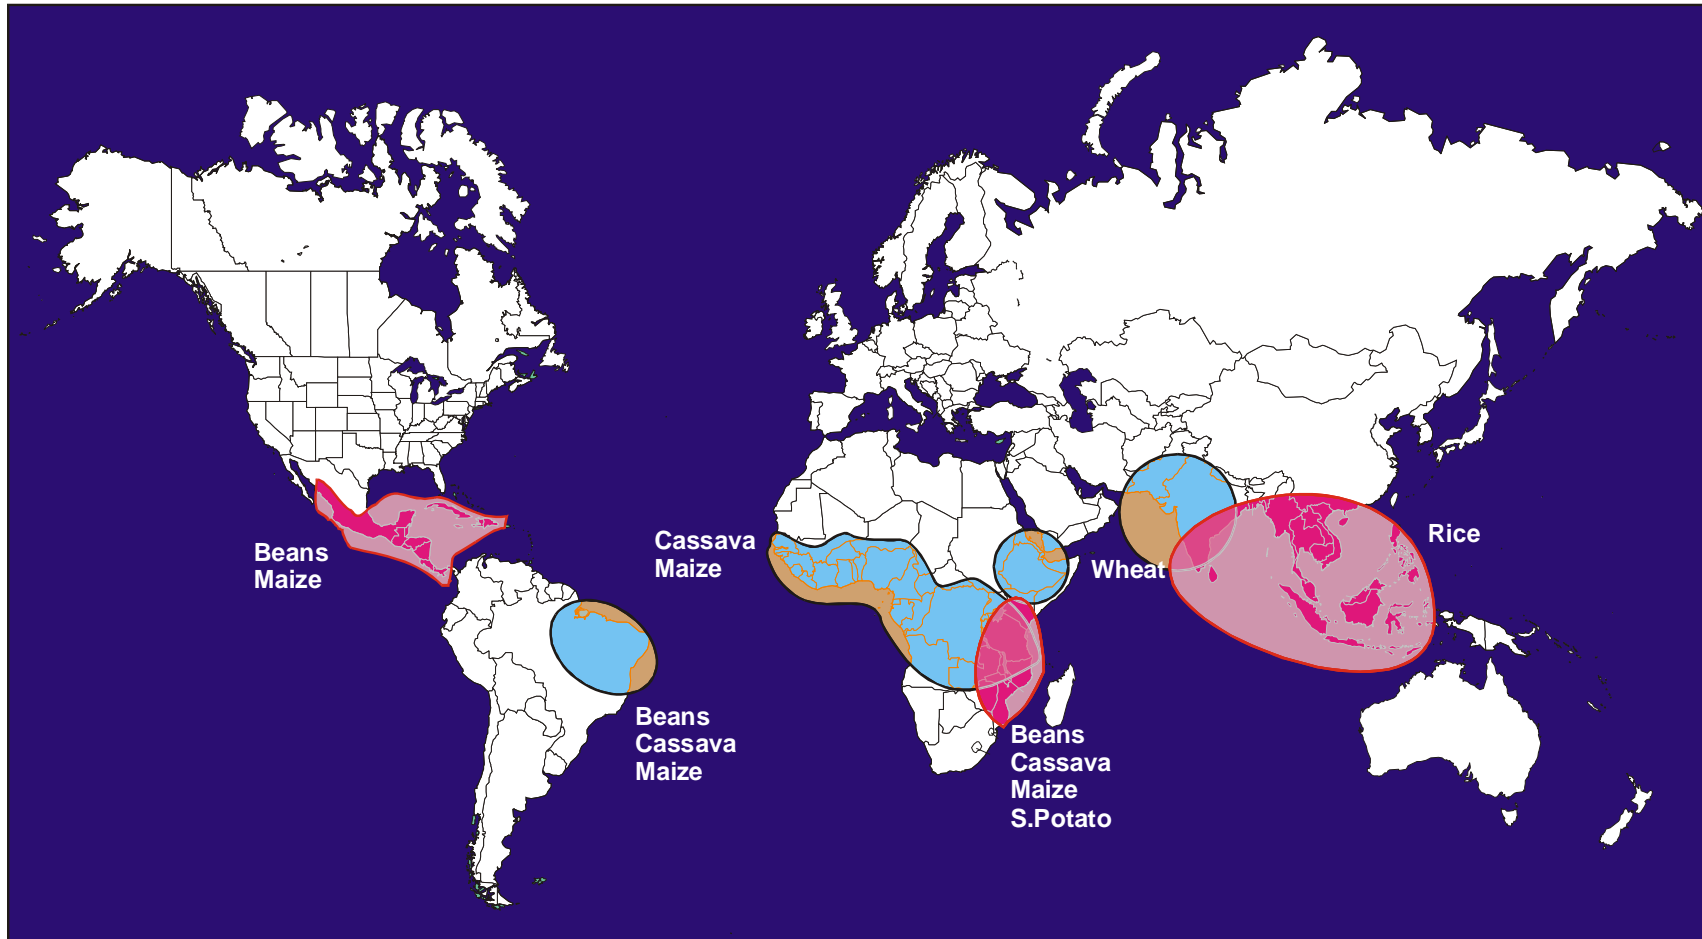 Beans
Maize
Beans
Cassava
Maize
Cassava
Maize
Wheat
Beans
Cassava
Maize
S.Potato
Rice